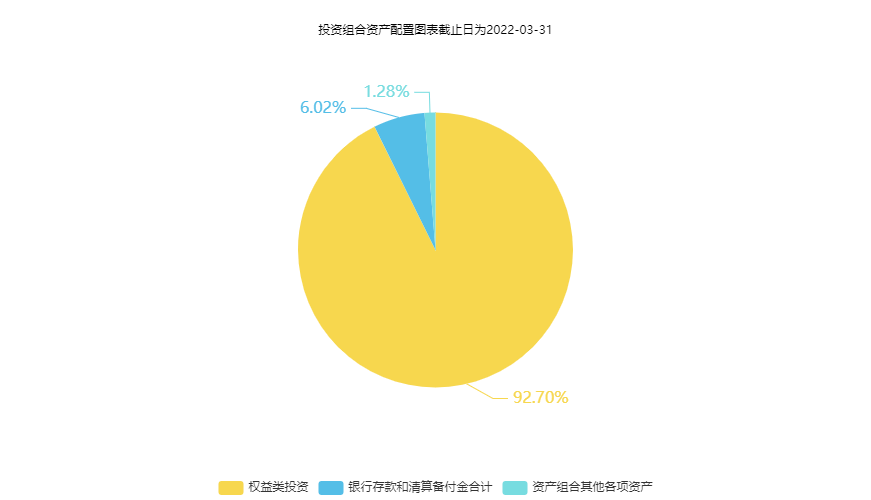 投资组合资产配置图表截止日为2022-03-31
1.28%
6.02%
92.70%
权益类投资 银行存款和清算备付金合计 资产组合其他各项资产